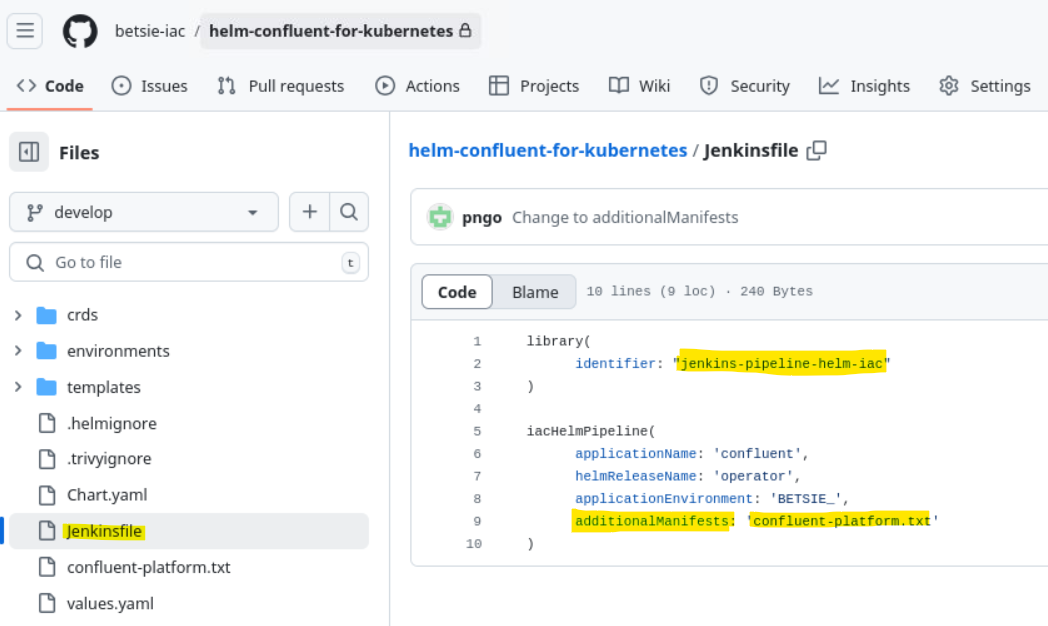 betsie-iac / helm-confluent-for-kubernetes
Code Issues Pull requests Actions Projects Wiki Security Insights Settings
Files
develop
Go to file t
crds
environments
templates
.helmignore
.trivyignore
Chart.yaml
Jenkinsfile
confluent-platform.txt
values.yaml
helm-confluent-for-kubernetes / Jenkinsfile
pngo Change to additionalManifests
Code Blame 10 lines (9 loc) · 240 Bytes
1 library(
2 identifier: "jenkins-pipeline-helm-iac"
3 )
4
5 iacHelmPipeline(
6 applicationName: 'confluent',
7 helmReleaseName: 'operator',
8 applicationEnvironment: 'BETSIE_',
9 additionalManifests: 'confluent-platform.txt'
10 )